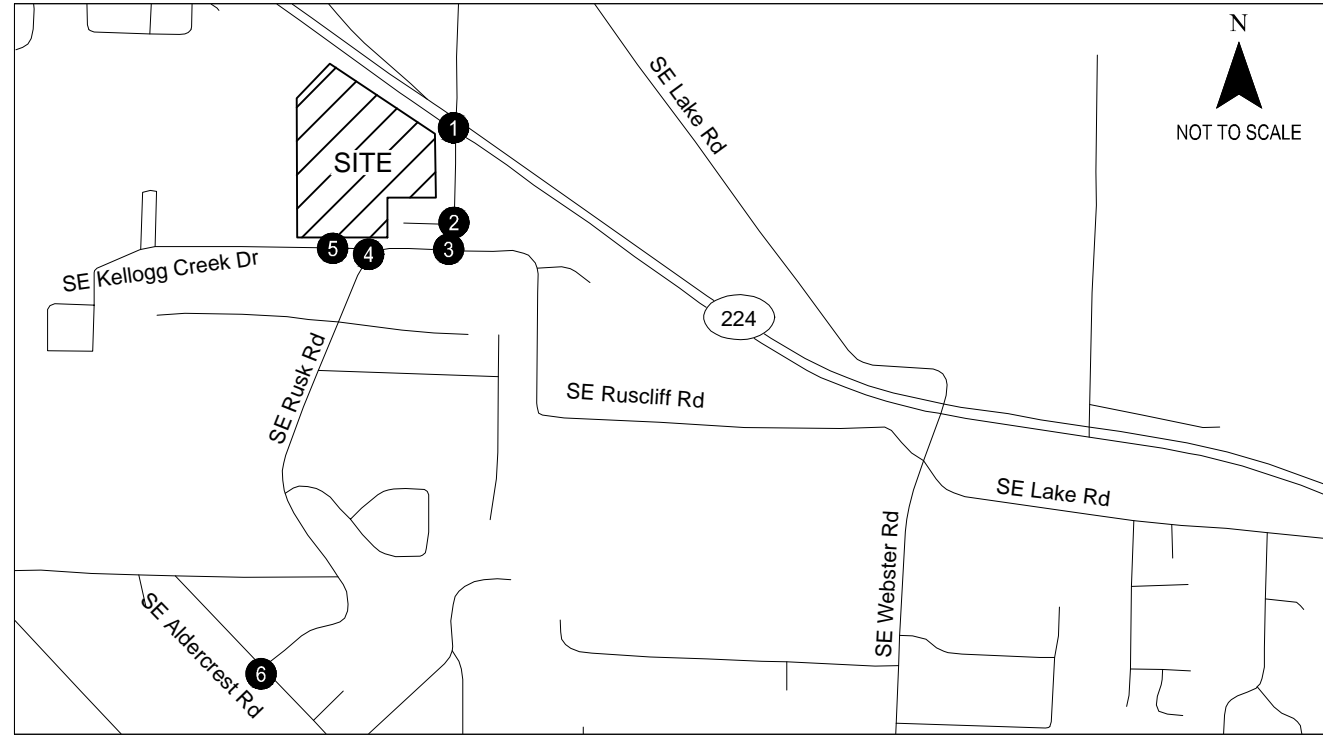 N
NOT TO SCALE
SE Lake Rd
1
SITE
2
5
4
3
SE Kellogg Creek Dr
224
SE Rusk Rd
SE Ruscliff Rd
SE Lake Rd
SE Webster Rd
SE Aldercrest Rd
6